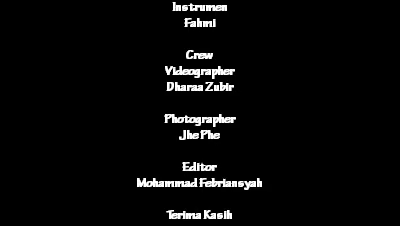 Instrumen
Fahmi
Crew
Videographer
Dharaa Zubir
Photographer
Jhe Phe
Editor
Mohammad Febriansyah
Terima Kasih